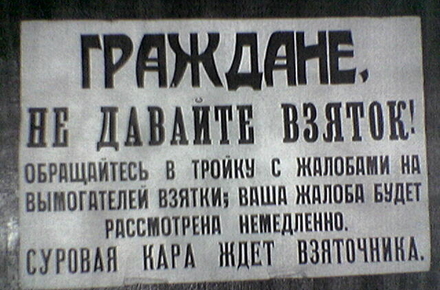 ГРАЖДАНЕ,
НЕ ДАВАЙТЕ ВЗЯТОК!
ОБРАЩАЙТЕСЬ В ТРОЙКУ С ЖАЛОБАМИ НА
ВЫМОГАТЕЛЕЙ ВЗЯТКИ; ВАША ЖАЛОБА БУДЕТ
РАССМОТРЕНА НЕМЕДЛЕННО.
СУРОВАЯ КАРА ЖДЕТ ВЗЯТОЧНИКА.